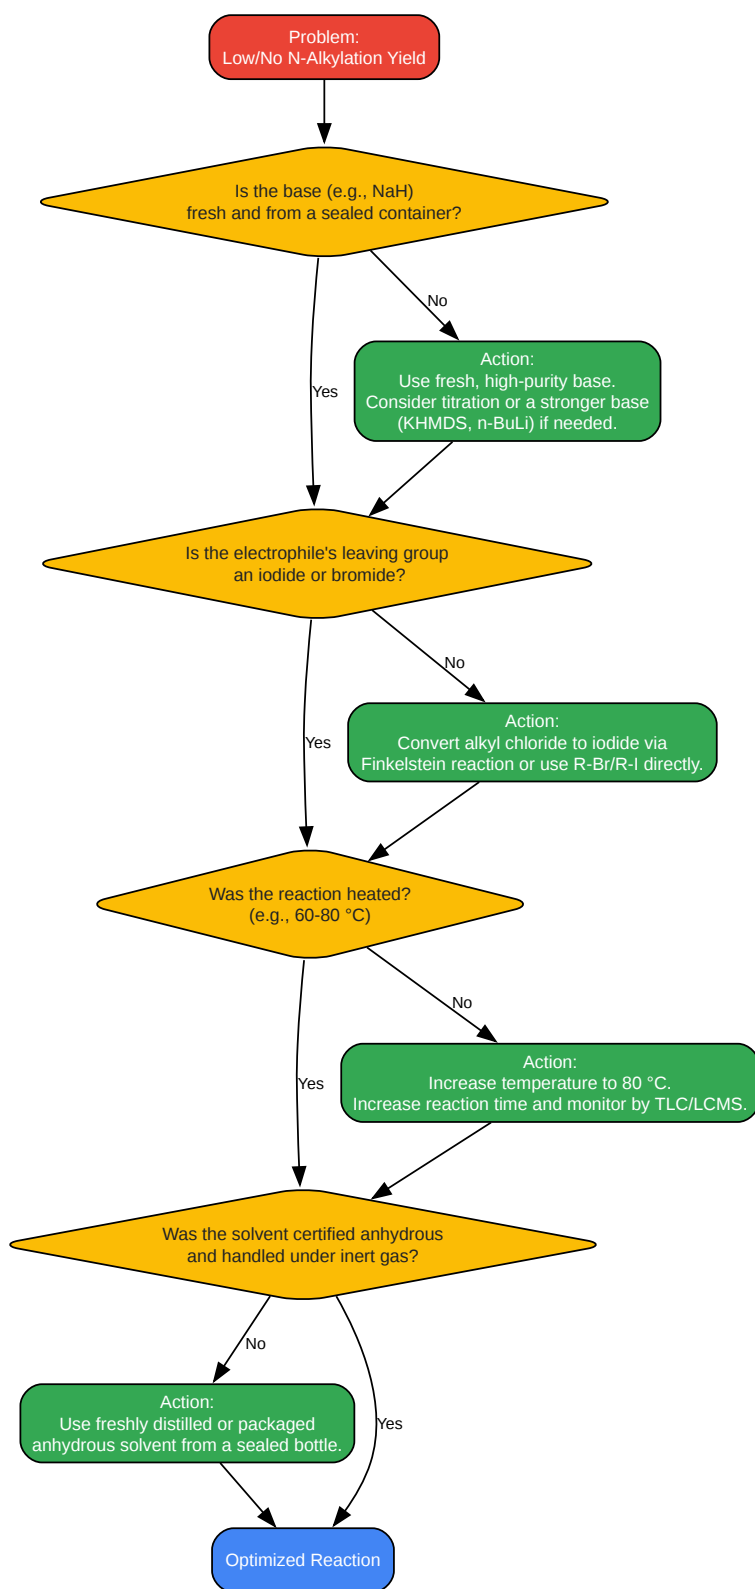 Problem:
Low/No N-Alkylation Yield
Is the base (e.g., NaH)
fresh and from a sealed container?
No
Yes
Action:
Use fresh, high-purity base.
Consider titration or a stronger base
(KHMDS, n-BuLi) if needed.
Is the electrophile's leaving group
an iodide or bromide?
No
Yes
Action:
Convert alkyl chloride to iodide via
Finkelstein reaction or use R-Br/R-I directly.
Was the reaction heated?
(e.g., 60-80 °C)
No
Yes
Action:
Increase temperature to 80 °C.
Increase reaction time and monitor by TLC/LCMS.
Was the solvent certified anhydrous
and handled under inert gas?
No
Yes
Action:
Use freshly distilled or packaged
anhydrous solvent from a sealed bottle.
Optimized Reaction